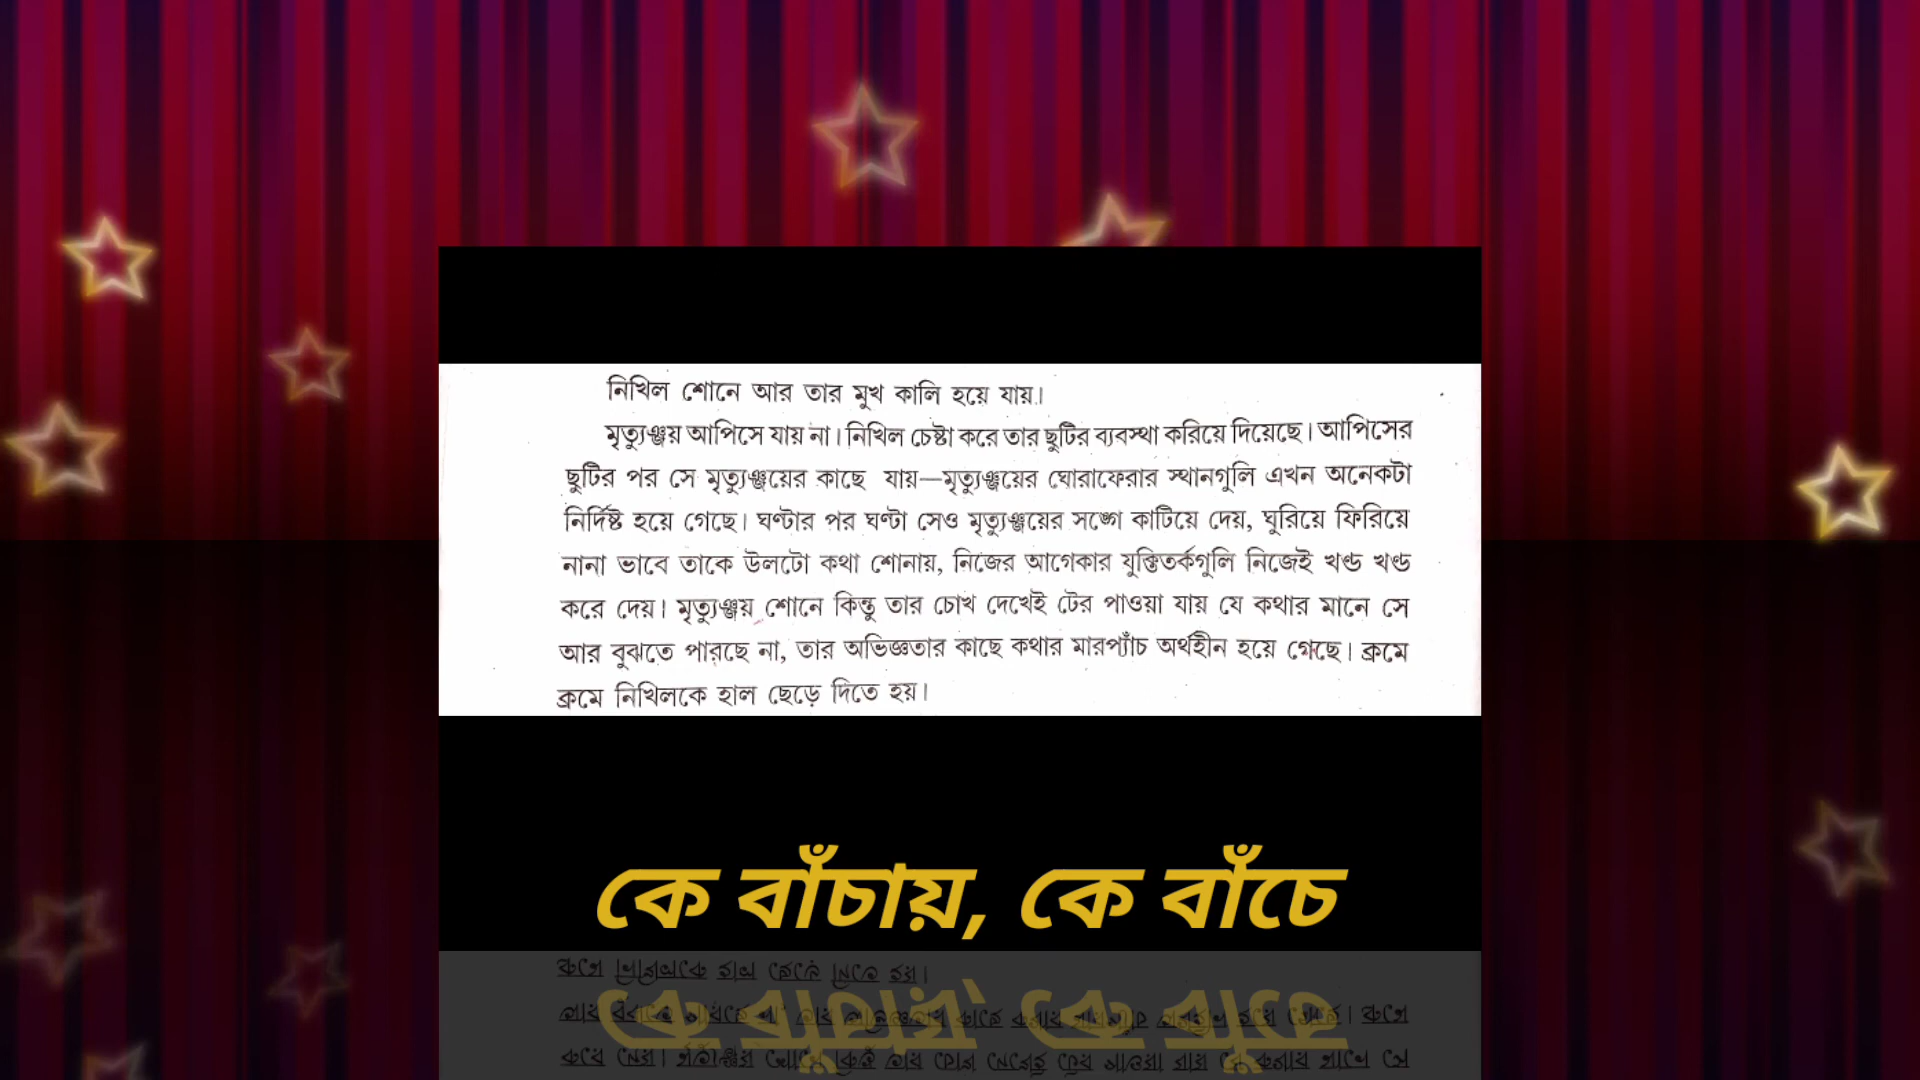 নিখিল শোনে আর তার মুখ কালি হয়ে যায়।
মৃত্যুঞ্জয় আপিসে যায় না। নিখিল চেষ্টা করে তার ছুটির ব্যবস্থা করিয়ে দিয়েছে। আপিসের
ছুটির পর সে মৃত্যুঞ্জয়ের কাছে যায়—মৃত্যুঞ্জয়ের ঘোরাফেরার স্থানগুলি এখন অনেকটা
নির্দিষ্ট হয়ে গেছে। ঘণ্টার পর ঘণ্টা সেও মৃত্যুঞ্জয়ের সঙ্গে কাটিয়ে দেয়, ঘুরিয়ে ফিরিয়ে
নানা ভাবে তাকে উলটো কথা শোনায়, নিজের আগেকার যুক্তিতর্কগুলি নিজেই খণ্ড খণ্ড
করে দেয়। মৃত্যুঞ্জয় শোনে কিন্তু তার চোখ দেখেই টের পাওয়া যায় যে কথার মানে সে
আর বুঝতে পারছে না, তার অভিজ্ঞতার কাছে কথার মারপ্যাঁচ অর্থহীন হয়ে গেছে। ক্রমে
ক্রমে নিখিলকে হাল ছেড়ে দিতে হয়।
কে বাঁচায়, কে বাঁচে